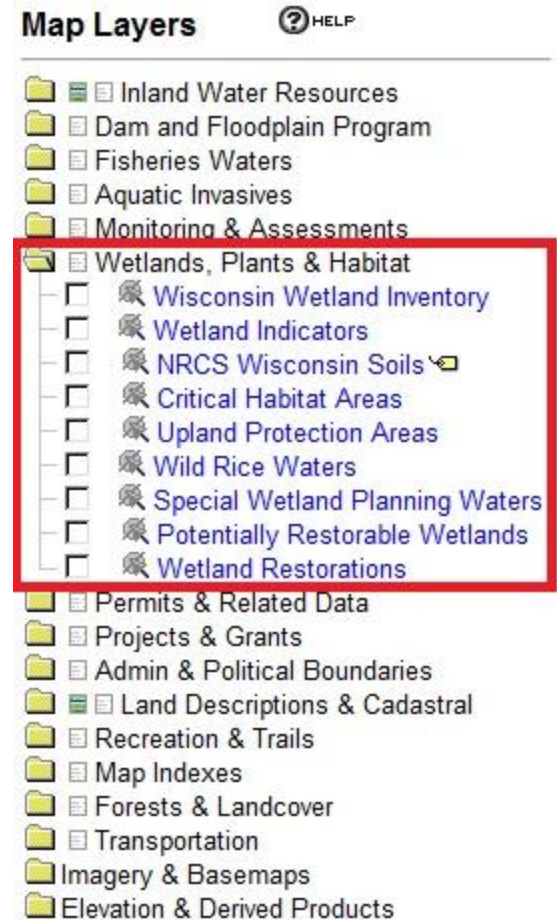 Map Layers ? HELP
Inland Water Resources
Dam and Floodplain Program
Fisheries Waters
Aquatic Invasives
Monitoring & Assessments
Wetlands, Plants & Habitat
Wisconsin Wetland Inventory
Wetland Indicators
NRCS Wisconsin Soils
Critical Habitat Areas
Upland Protection Areas
Wild Rice Waters
Special Wetland Planning Waters
Potentially Restorable Wetlands
Wetland Restorations
Permits & Related Data
Projects & Grants
Admin & Political Boundaries
Land Descriptions & Cadastral
Recreation & Trails
Map Indexes
Forests & Landcover
Transportation
Imagery & Basemaps
Elevation & Derived Products